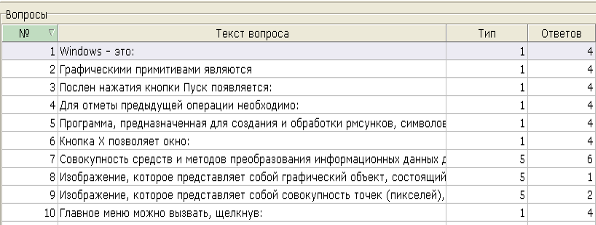 Вопросы
№ Текст вопроса Тип Ответов
1 Windows - это: 1 4
2 Графическими примитивами являются 1 4
3 Послен нажатия кнопки Пуск появляется: 1 4
4 Для отметы предыдущей операции необходимо: 1 4
5 Программа, предназначенная для создания и обработки рмсунков, символов 1 4
6 Кнопка X позволяет окно: 1 4
7 Совокупность средств и методов преобразования информационных данных д 5 6
8 Изображение, которое представляет собой графический объект, состоящий 5 1
9 Изображение, которое представляет собой совокупность точек (пикселей), 5 2
10 Главное меню можно вызвать, щелкнув: 1 4